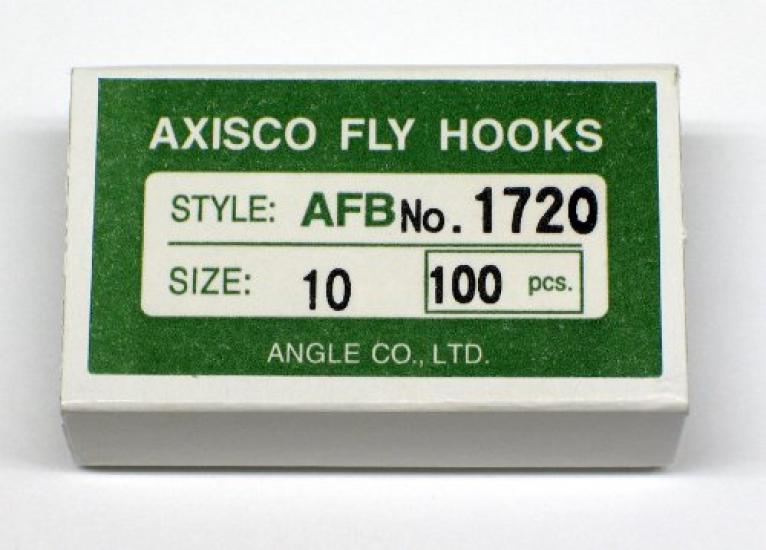 AXISCO FLY HOOKS
STYLE: AFB No. 1720
SIZE: 10 100 pcs.
ANGLE CO., LTD.